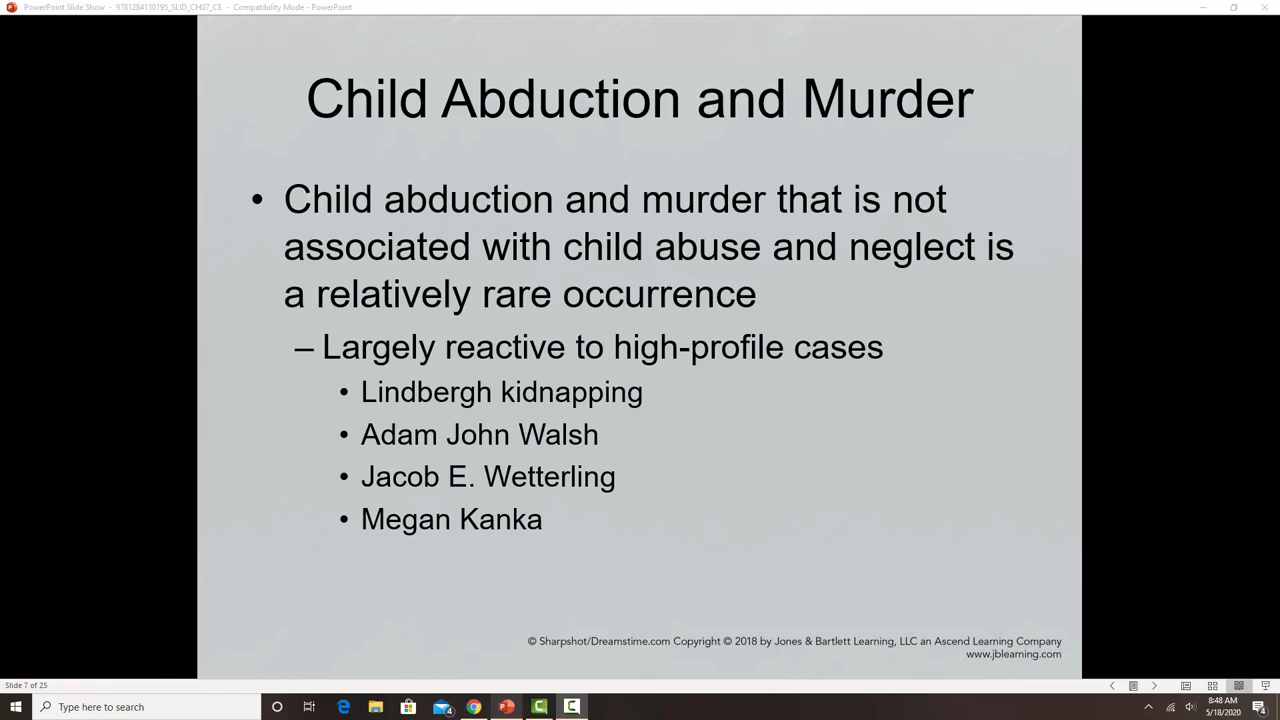 PowerPoint Slide Show - 9781284130195_SLID_CH07_CE - Compatibility Mode - PowerPoint
Child Abduction and Murder
• Child abduction and murder that is not
associated with child abuse and neglect is
a relatively rare occurrence
– Largely reactive to high-profile cases
• Lindbergh kidnapping
• Adam John Walsh
• Jacob E. Wetterling
• Megan Kanka
© Sharpshot/Dreamstime.com Copyright © 2018 by Jones & Bartlett Learning, LLC an Ascend Learning Company
www.jblearning.com
Slide 7 of 25
Type here to search
4
8:48 AM
5/18/2020
4